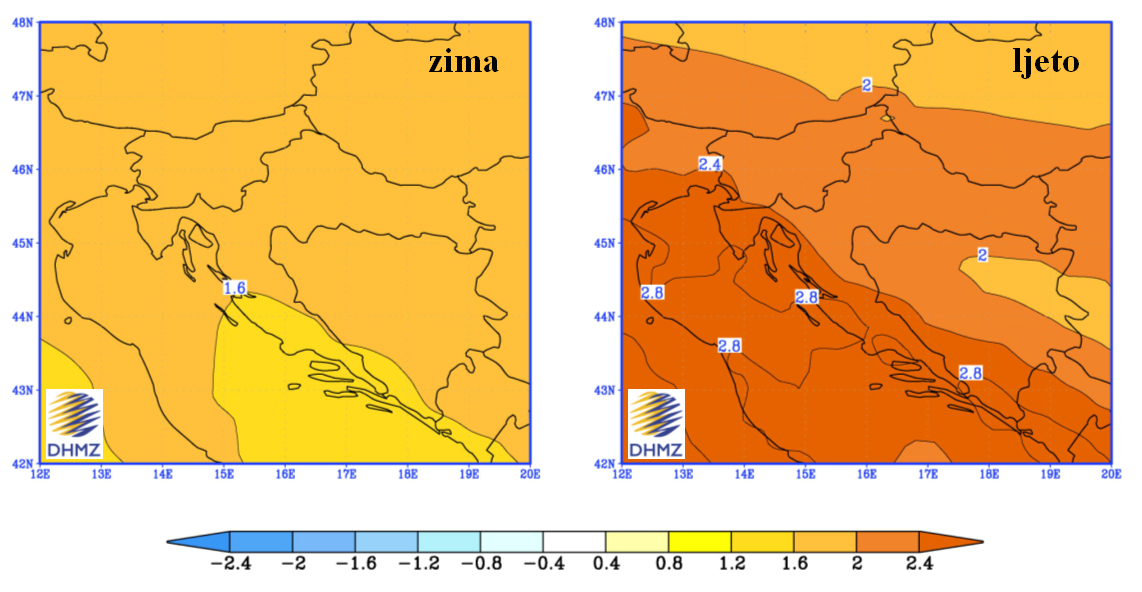 zima
48N
47N
46N
45N
44N
43N
42N
1.6
DHMZ
12E 13E 14E 15E 16E 17E 18E 19E 20E
ljeto
48N
47N
46N
45N
44N
43N
42N
2
2.4
2
2.8
2.8
2.8
2.8
DHMZ
12E 13E 14E 15E 16E 17E 18E 19E 20E
−2.4 −2 −1.6 −1.2 −0.8 −0.4 0.4 0.8 1.2 1.6 2 2.4